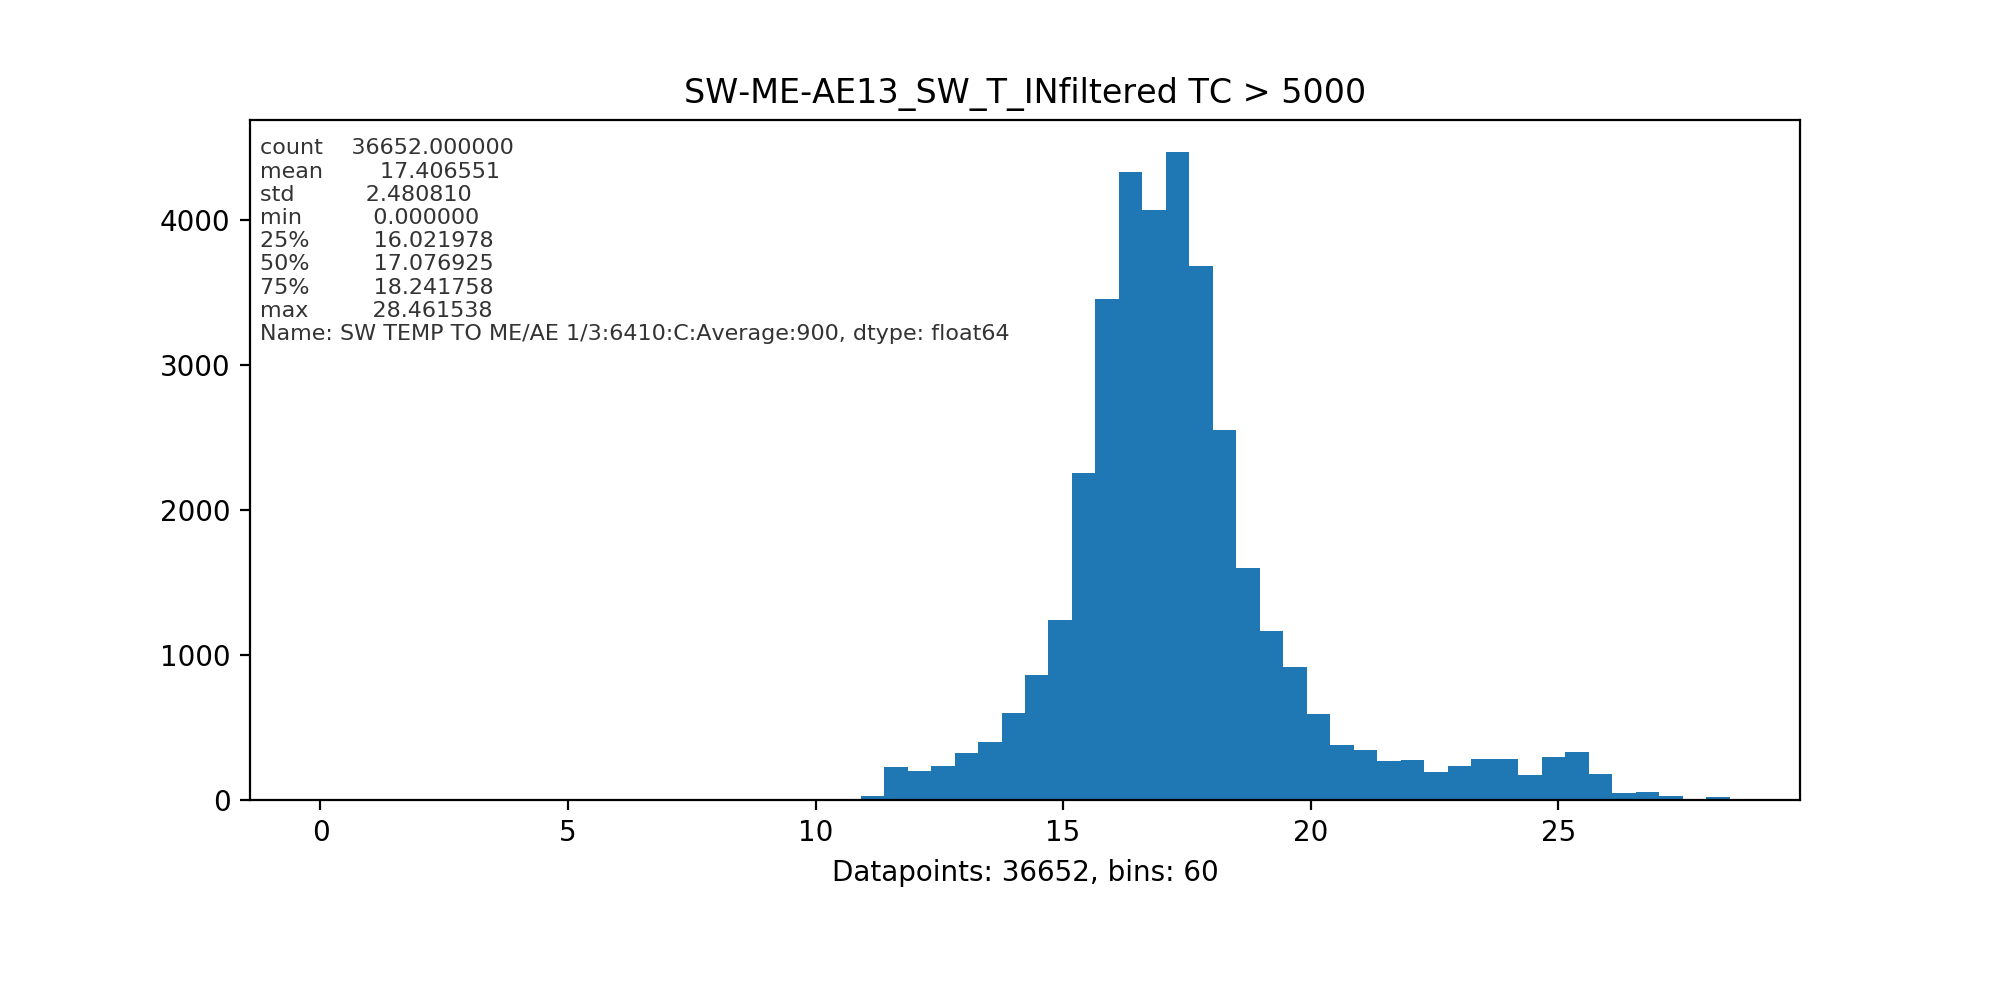 SW-ME-AE13_SW_T_INfiltered TC > 5000
count 36652.000000
mean 17.406551
std 2.480810
min 0.000000
25% 16.021978
50% 17.076925
75% 18.241758
max 28.461538
Name: SW TEMP TO ME/AE 1/3:6410:C:Average:900, dtype: float64
4000
3000
2000
1000
0
0 5 10 15 20 25
Datapoints: 36652, bins: 60